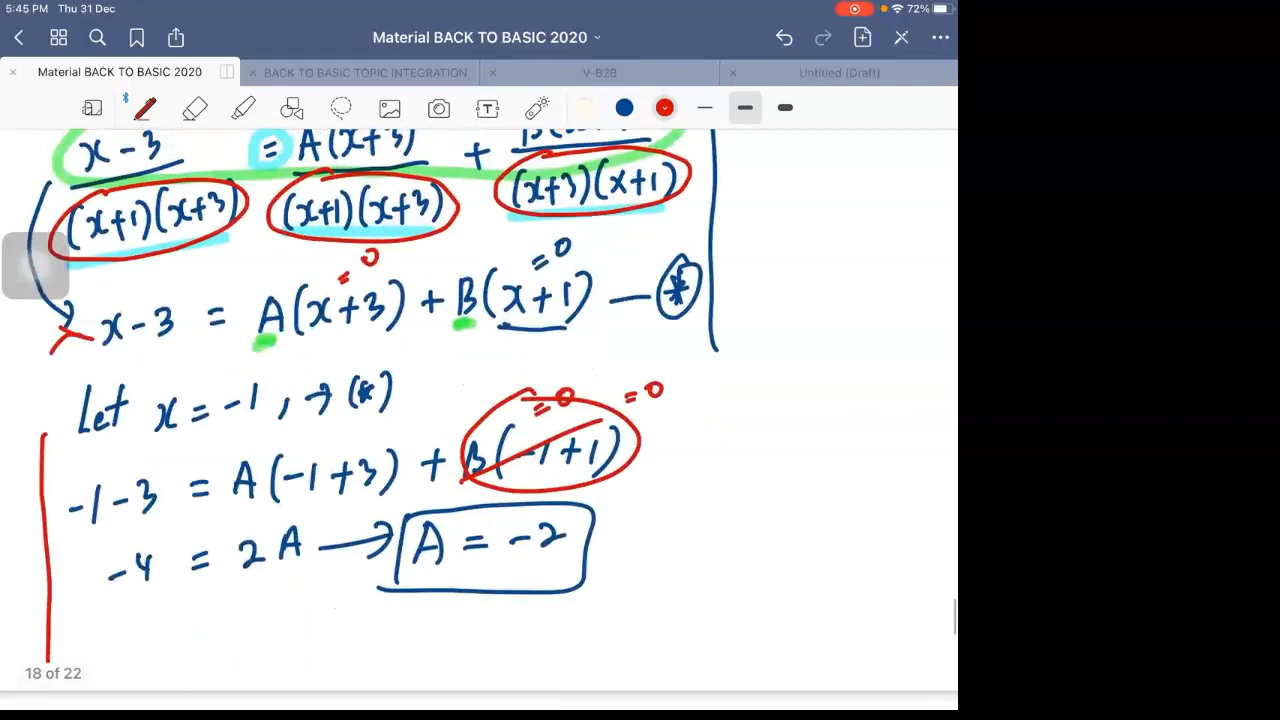 5:45 PM Thu 31 Dec 72%
Material BACK TO BASIC 2020
× Material BACK TO BASIC 2020 × BACK TO BASIC TOPIC INTEGRATION × V-B2B × Untitled (Draft)
x-3 = A(x+3) +
(x+1)(x+3) (x+1)(x+3) (x+3)(x+1)
= 0 = 0
x-3 = A(x+3) + B(x+1) — *
Let x = -1, → (*)
= 0 = 0
-1-3 = A(-1+3) + B(-1+1)
-4 = 2A → A = -2
18 of 22